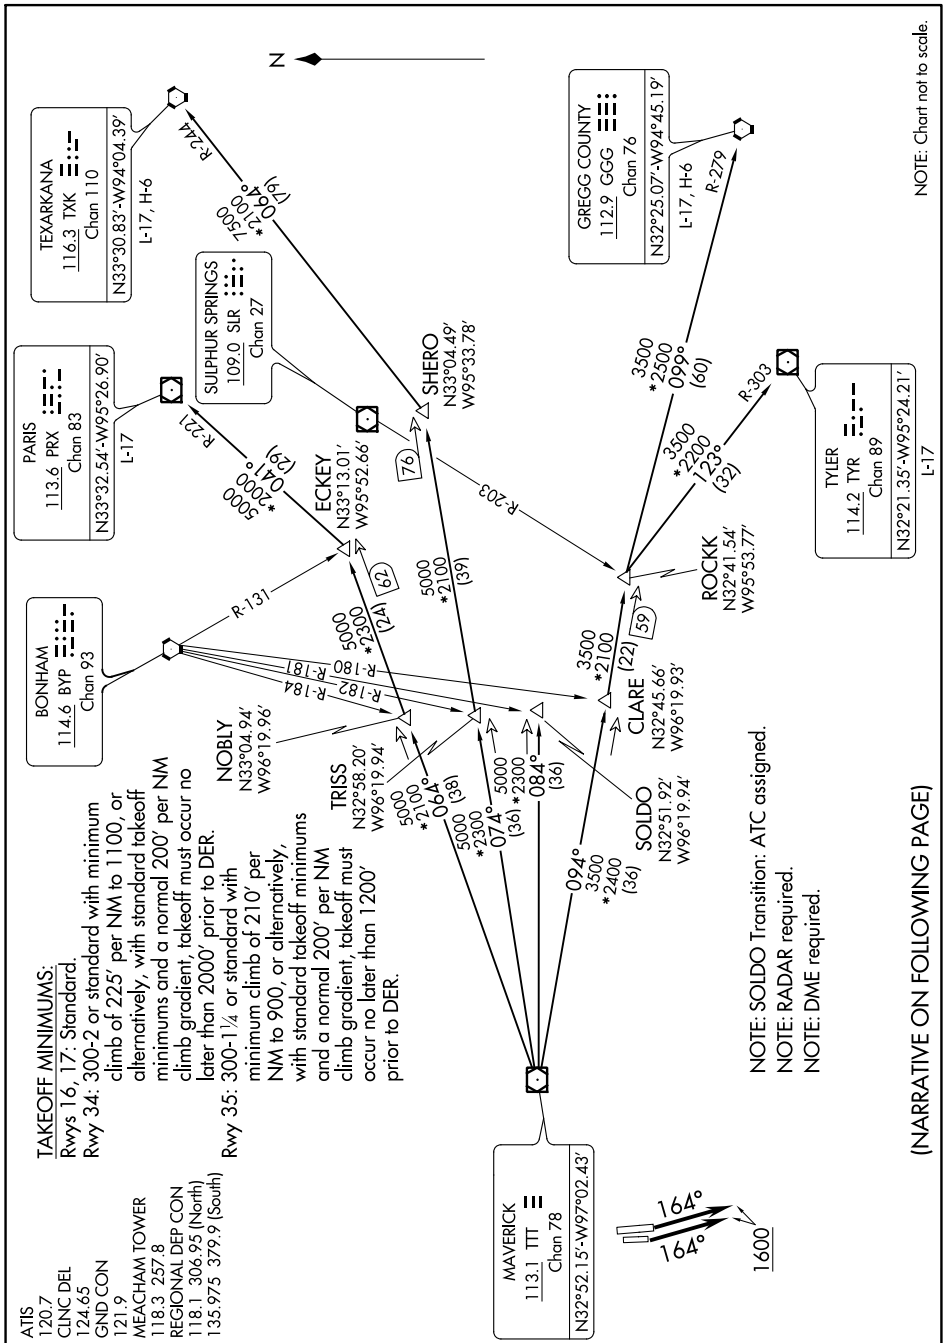 ATIS
120.7
CLNC DEL
124.65
GND CON
121.9
MEACHAM TOWER
118.3 257.8
REGIONAL DEP CON
118.1 306.95 (North)
135.975 379.9 (South)
TAKEOFF MINIMUMS:
Rwys 16, 17: Standard.
Rwy 34: 300-2 or standard with minimum
climb of 225' per NM to 1100, or
alternatively, with standard takeoff
minimums and a normal 200' per NM
climb gradient, takeoff must occur no
later than 2000' prior to DER.
Rwy 35: 300-1¼ or standard with
minimum climb of 210' per
NM to 900, or alternatively,
with standard takeoff minimums
and a normal 200' per NM
climb gradient, takeoff must
occur no later than 1200'
prior to DER.
BONHAM
114.6 BYP
Chan 93
PARIS
113.6 PRX
Chan 83
N33°32.54'-W95°26.90'
L-17
TEXARKANA
116.3 TXK
Chan 110
N33°30.83'-W94°04.39'
L-17, H-6
SULPHUR SPRINGS
109.0 SLR
Chan 27
N
R-131
R-180
R-181
R-182
R-184
R-221
5000
*2000
041°
(29)
R-244
7500
*2100
064°
(79)
NOBLY
N33°04.94'
W96°19.96'
5000
*2300
(24)
62
ECKEY
N33°13.01'
W95°52.66'
TRISS
N32°58.20'
W96°19.94'
5000
*2100
(39)
76
SHERO
N33°04.49'
W95°33.78'
R-203
5000
*2100
064°
(38)
5000
*2300
074°
(36)
5000
*2300
084°
(36)
SOLDO
N32°51.92'
W96°19.94'
094°
3500
*2400
(36)
CLARE
N32°45.66'
W96°19.93'
3500
*2100
(22)
59
ROCKK
N32°41.54'
W95°53.77'
3500
*2500
099°
(60)
R-279
3500
*2200
123°
(32)
R-303
GREGG COUNTY
112.9 GGG
Chan 76
N32°25.07'-W94°45.19'
L-17, H-6
TYLER
114.2 TYR
Chan 89
N32°21.35'-W95°24.21'
L-17
MAVERICK
113.1 TTT
Chan 78
N32°52.15'-W97°02.43'
164°
164°
1600
NOTE: SOLDO Transition: ATC assigned.
NOTE: RADAR required.
NOTE: DME required.
(NARRATIVE ON FOLLOWING PAGE)
NOTE: Chart not to scale.